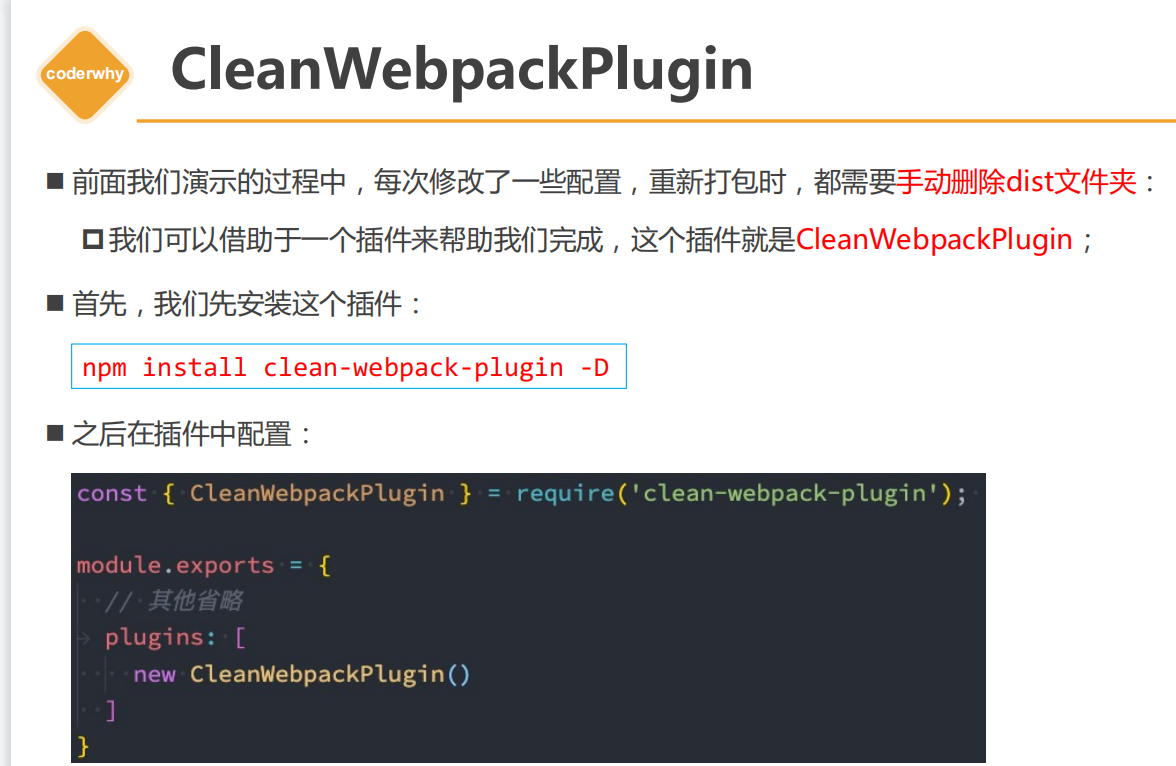 coderwhy
CleanWebpackPlugin
■ 前面我们演示的过程中，每次修改了一些配置，重新打包时，都需要手动删除dist文件夹：
我们可以借助于一个插件来帮助我们完成，这个插件就是CleanWebpackPlugin；
■ 首先，我们先安装这个插件：
npm install clean-webpack-plugin -D
■ 之后在插件中配置：
const { CleanWebpackPlugin } = require('clean-webpack-plugin');
module.exports = {
// 其他省略
plugins: [
new CleanWebpackPlugin()
]
}